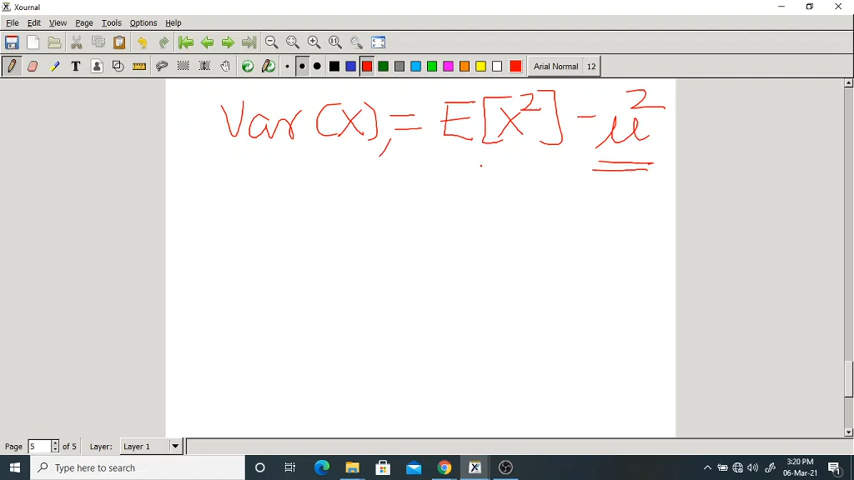 Xournal
File Edit View Page Tools Options Help
Arial Normal 12
Var (X), = E[X²] - μ²
Page 5 of 5 Layer: Layer 1
Type here to search
3:20 PM
06-Mar-21